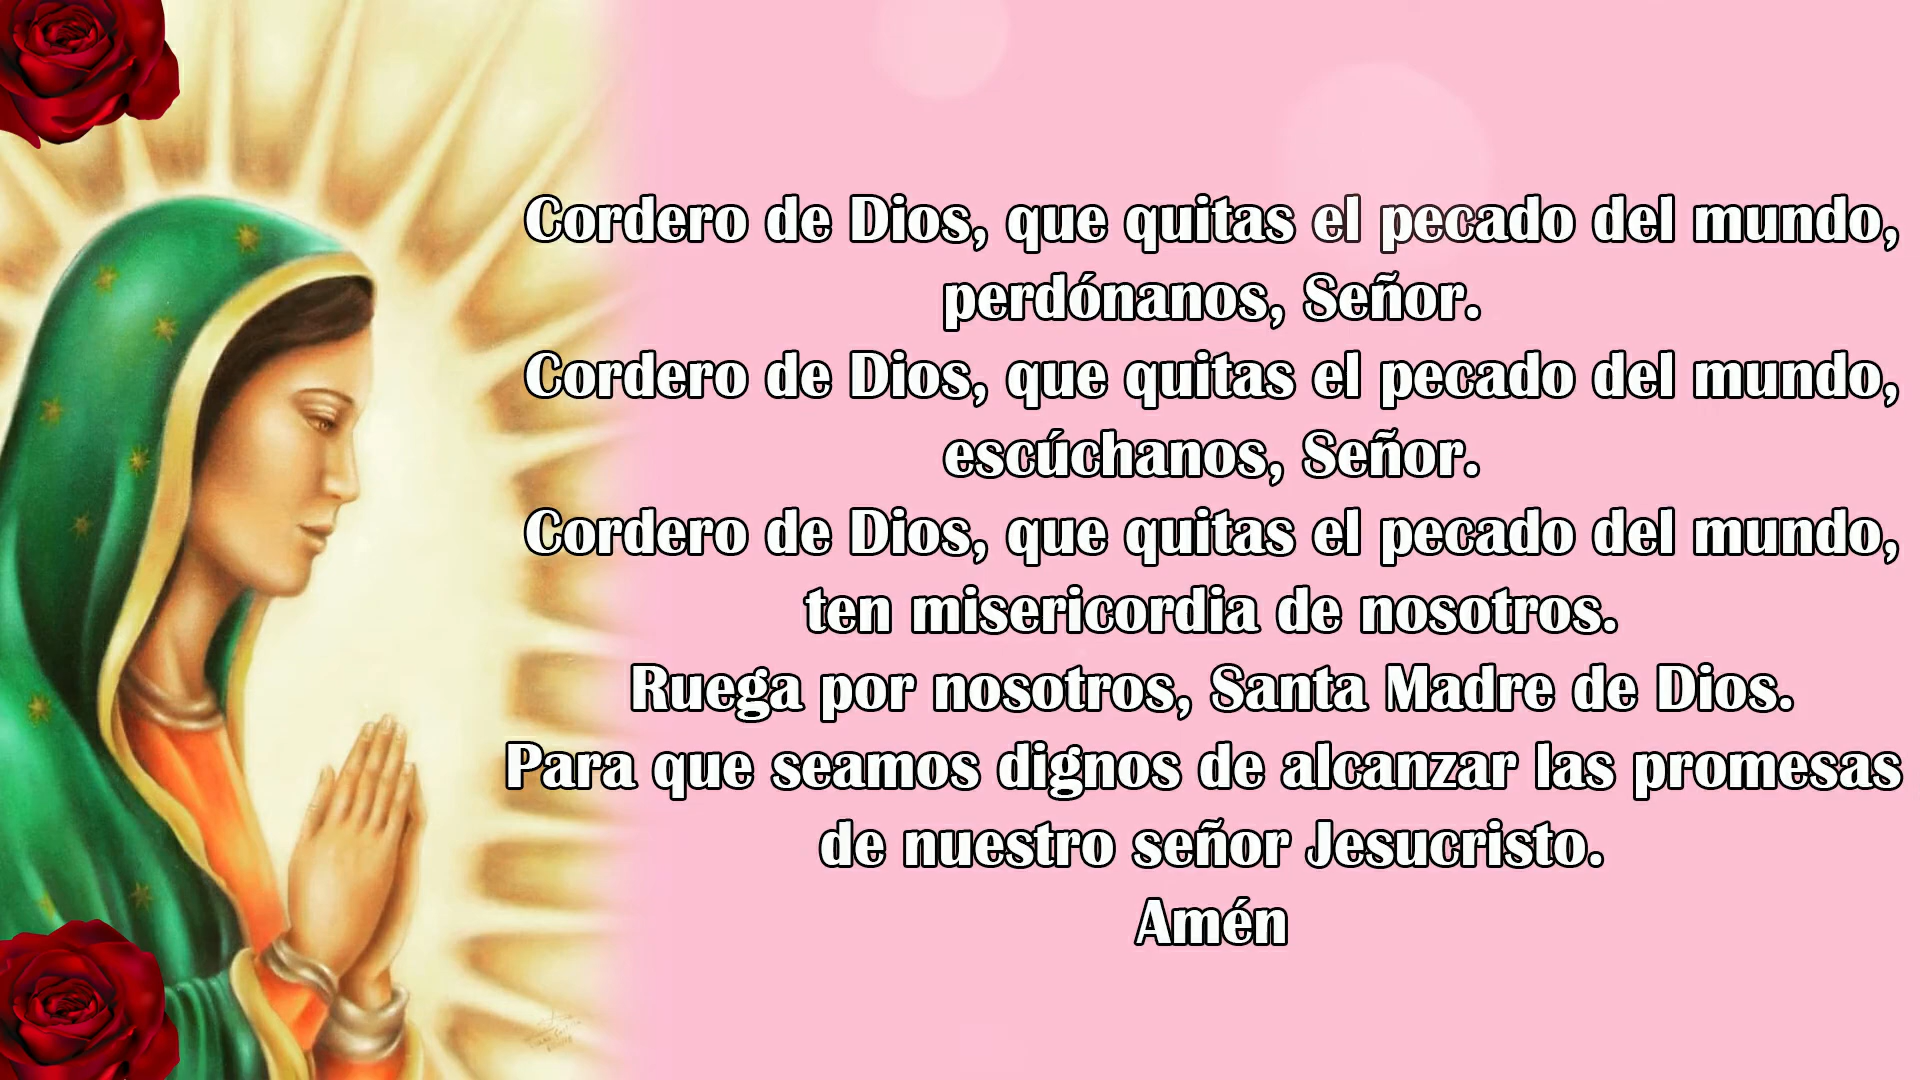 Cordero de Dios, que quitas el pecado del mundo,
perdónanos, Señor.
Cordero de Dios, que quitas el pecado del mundo,
escúchanos, Señor.
Cordero de Dios, que quitas el pecado del mundo,
ten misericordia de nosotros.
Ruega por nosotros, Santa Madre de Dios.
Para que seamos dignos de alcanzar las promesas
de nuestro señor Jesucristo.
Amén